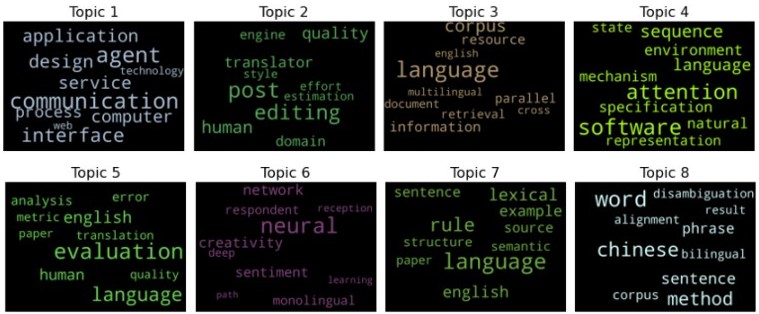 Topic 1
application
design agent
technology
service
communication
process computer
web
interface
Topic 2
engine quality
translator
style
post effort
estimation
editing
human
domain
Topic 3
corpus
resource
english
language
multilingual
document parallel
retrieval cross
information
Topic 4
state sequence
environment
language
mechanism
attention
specification
software natural
representation
Topic 5
analysis error
metric english
paper translation
evaluation
human quality
language
Topic 6
network
respondent reception
neural
creativity
deep
sentiment
learning
path
monolingual
Topic 7
sentence lexical
example
rule source
structure semantic
paper language
english
Topic 8
word disambiguation
result
alignment phrase
chinese bilingual
sentence
corpus method